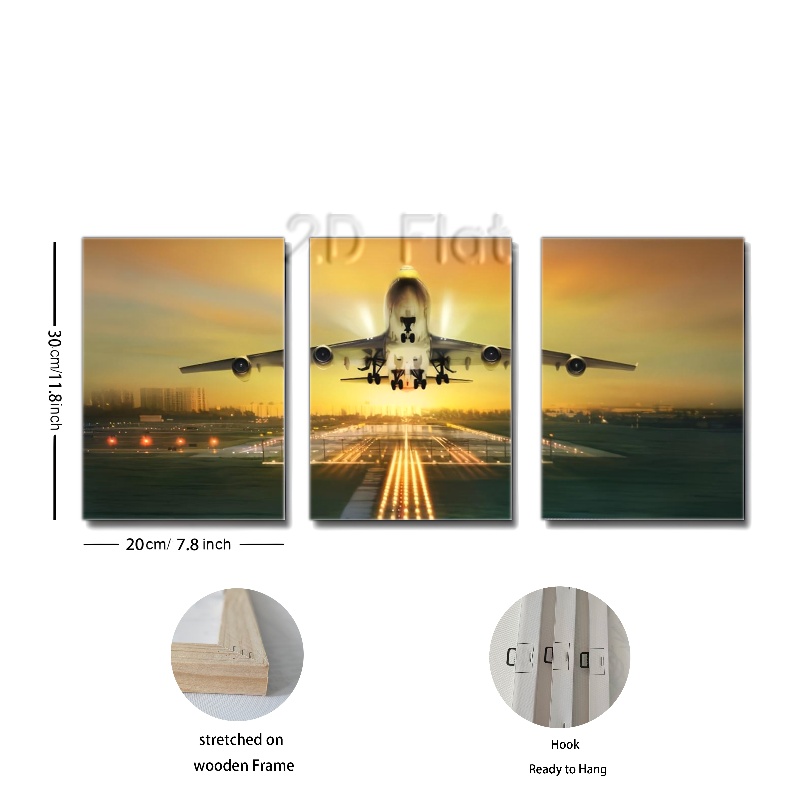 2D Flat
30cm/11.8inch
20cm/ 7.8 inch
stretched on
wooden Frame
Hook
Ready to Hang